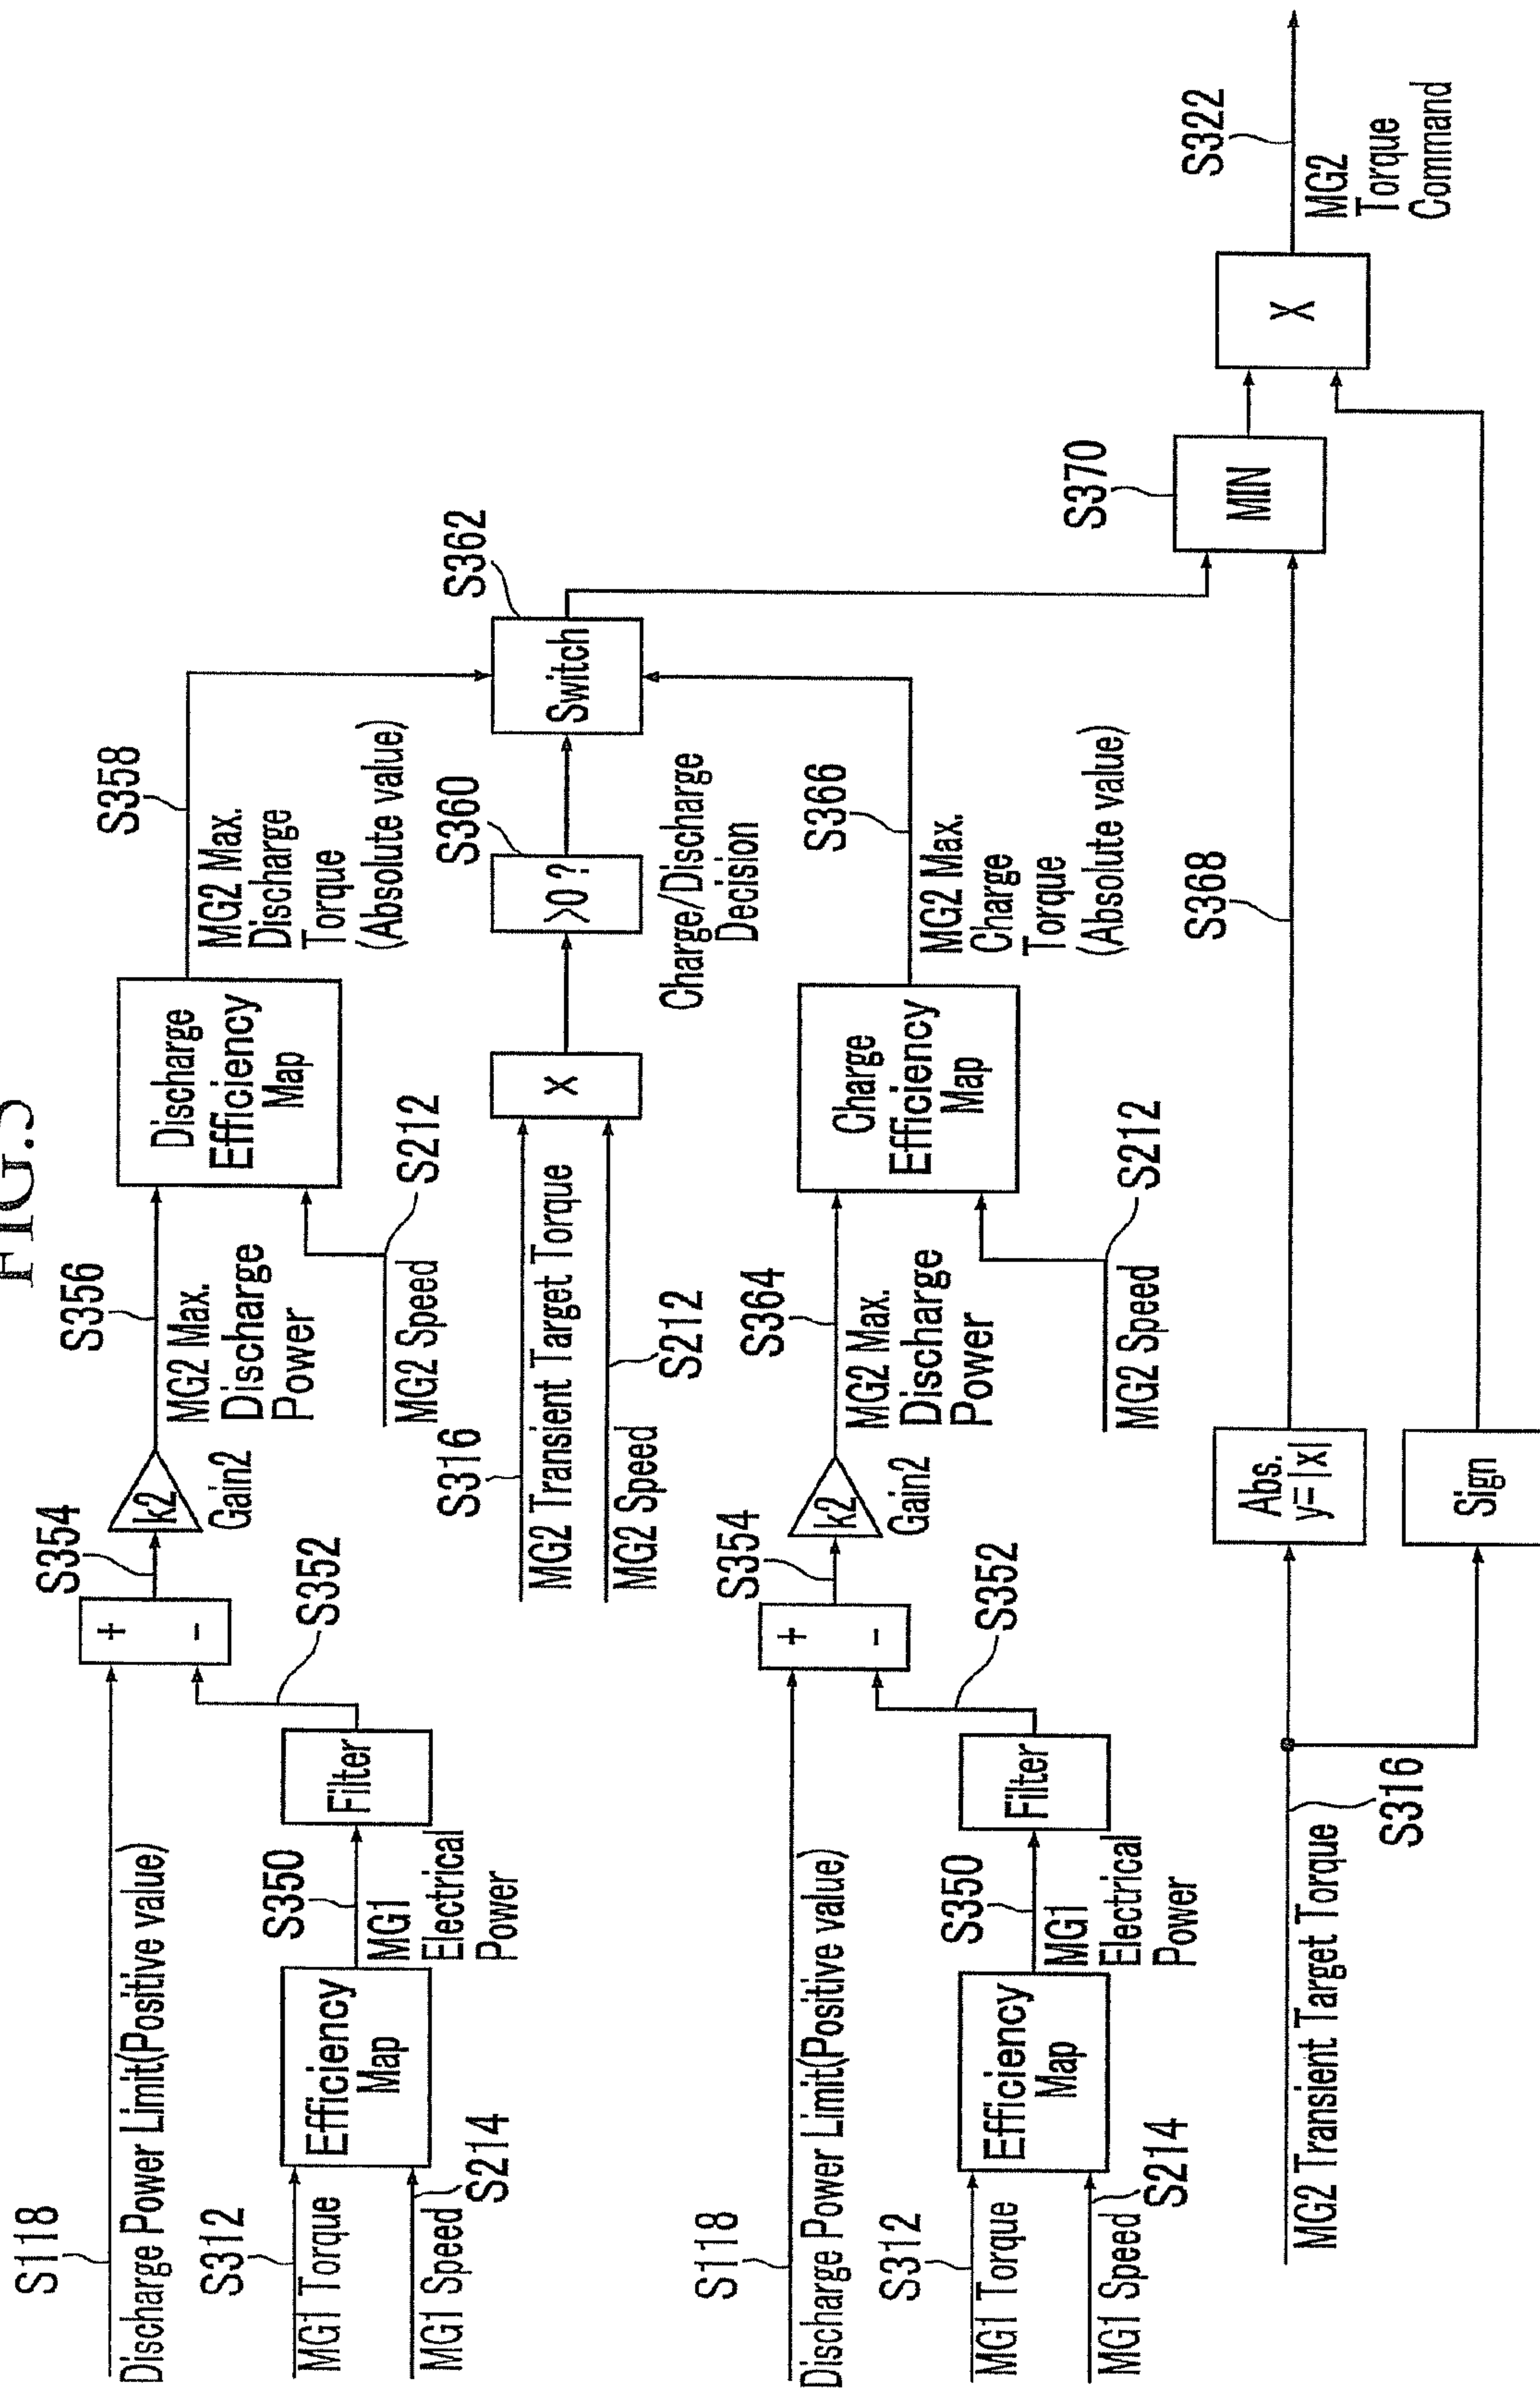 FIG.5
S118
Discharge Power Limit(Positive value)
S312
MG1 Torque
MG1 Speed
S214
Efficiency
Map
S350
MG1
Electrical
Power
Filter
S352
+
-
S354
k2
Gain2
S356
MG2 Max.
Discharge
Power
MG2 Speed
S212
Discharge
Efficiency
Map
S358
MG2 Max.
Discharge
Torque
(Absolute value)
S316
MG2 Transient Target Torque
MG2 Speed
S212
X
S360
>0 ?
Charge/Discharge
Decision
S362
Switch
S118
Discharge Power Limit(Positive value)
S312
MG1 Torque
MG1 Speed
S214
Efficiency
Map
S350
MG1
Electrical
Power
Filter
S352
+
-
S354
k2
Gain2
S364
MG2 Max.
Discharge
Power
MG2 Speed
S212
Charge
Efficiency
Map
S366
MG2 Max.
Charge
Torque
(Absolute value)
MG2 Transient Target Torque
S316
Abs.
y= |x|
Sign
S368
S370
MIN
X
S322
MG2
Torque
Command